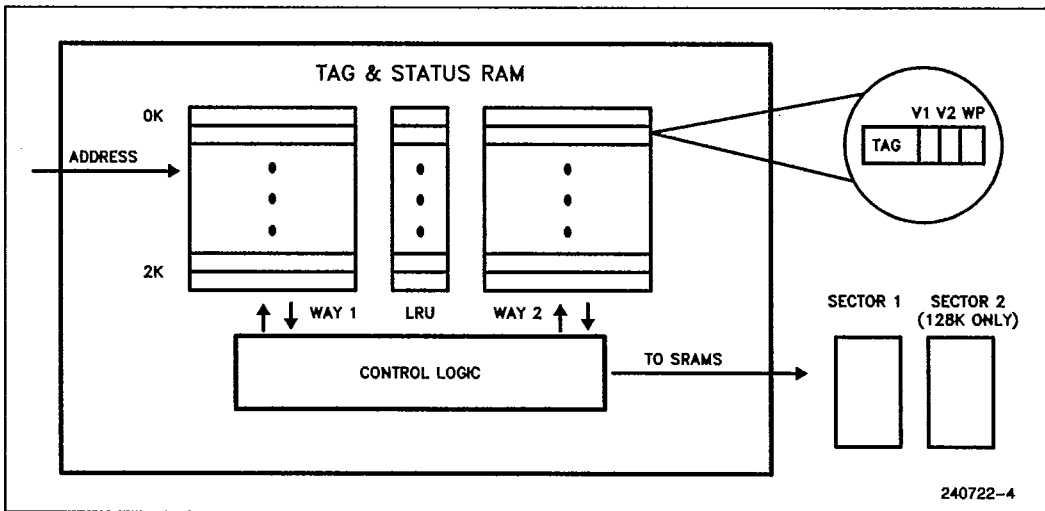 TAG & STATUS RAM
0K
ADDRESS
2K
WAY 1
LRU
WAY 2
CONTROL LOGIC
TO SRAMS
V1 V2 WP
TAG
SECTOR 1
SECTOR 2
(128K ONLY)
240722-4